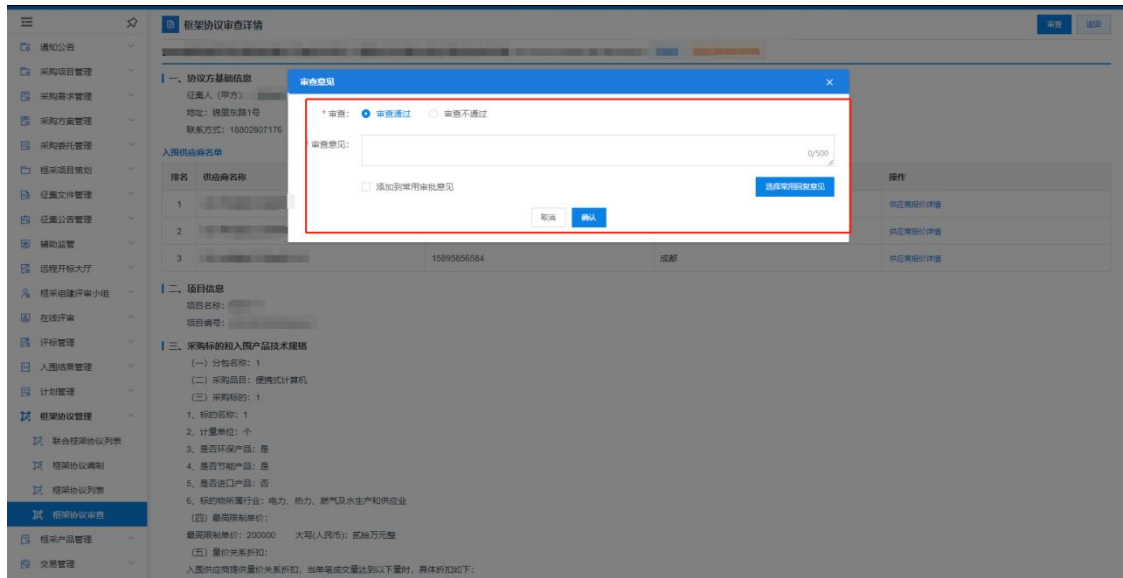 框架协议审查详情
审查
返回
通知公告
采购项目管理
采购需求管理
采购方案管理
采购委托管理
框采项目策划
征集文件管理
征集公告管理
辅助监管
远程开标大厅
框采组建评审小组
在线评审
评标管理
入围结果管理
计划管理
框架协议管理
联合框架协议列表
框架协议编制
框架协议列表
框架协议审查
框采产品管理
交易管理
一、协议方基础信息
征集人（甲方）
地址：锦悬东路1号
联系方式：18802807176
入围供应商名单
排名 供应商名称 操作
1 供应商报价详情
2 供应商报价详情
3 15895656584 成都 供应商报价详情
审查意见
* 审查： 审查通过 审查不通过
审查意见：
0/500
添加到常用审批意见
选择常用回复意见
取消 确认
二、项目信息
项目名称：
项目编号：
三、采购标的和入围产品技术规格
（一）分包名称：1
（二）采购品目：便携式计算机
（三）采购标的：1
1、标的名称：1
2、计量单位：个
3、是否环保产品：是
4、是否节能产品：是
5、是否进口产品：否
6、标的物所属行业：电力、热力、燃气及水生产和供应业
（四）最高限制单价：
最高限制单价：200000 大写(人民币)：贰拾万元整
（五）量价关系折扣：
入围供应商提供量价关系折扣，当单笔成交量达到以下量时，具体折扣如下：